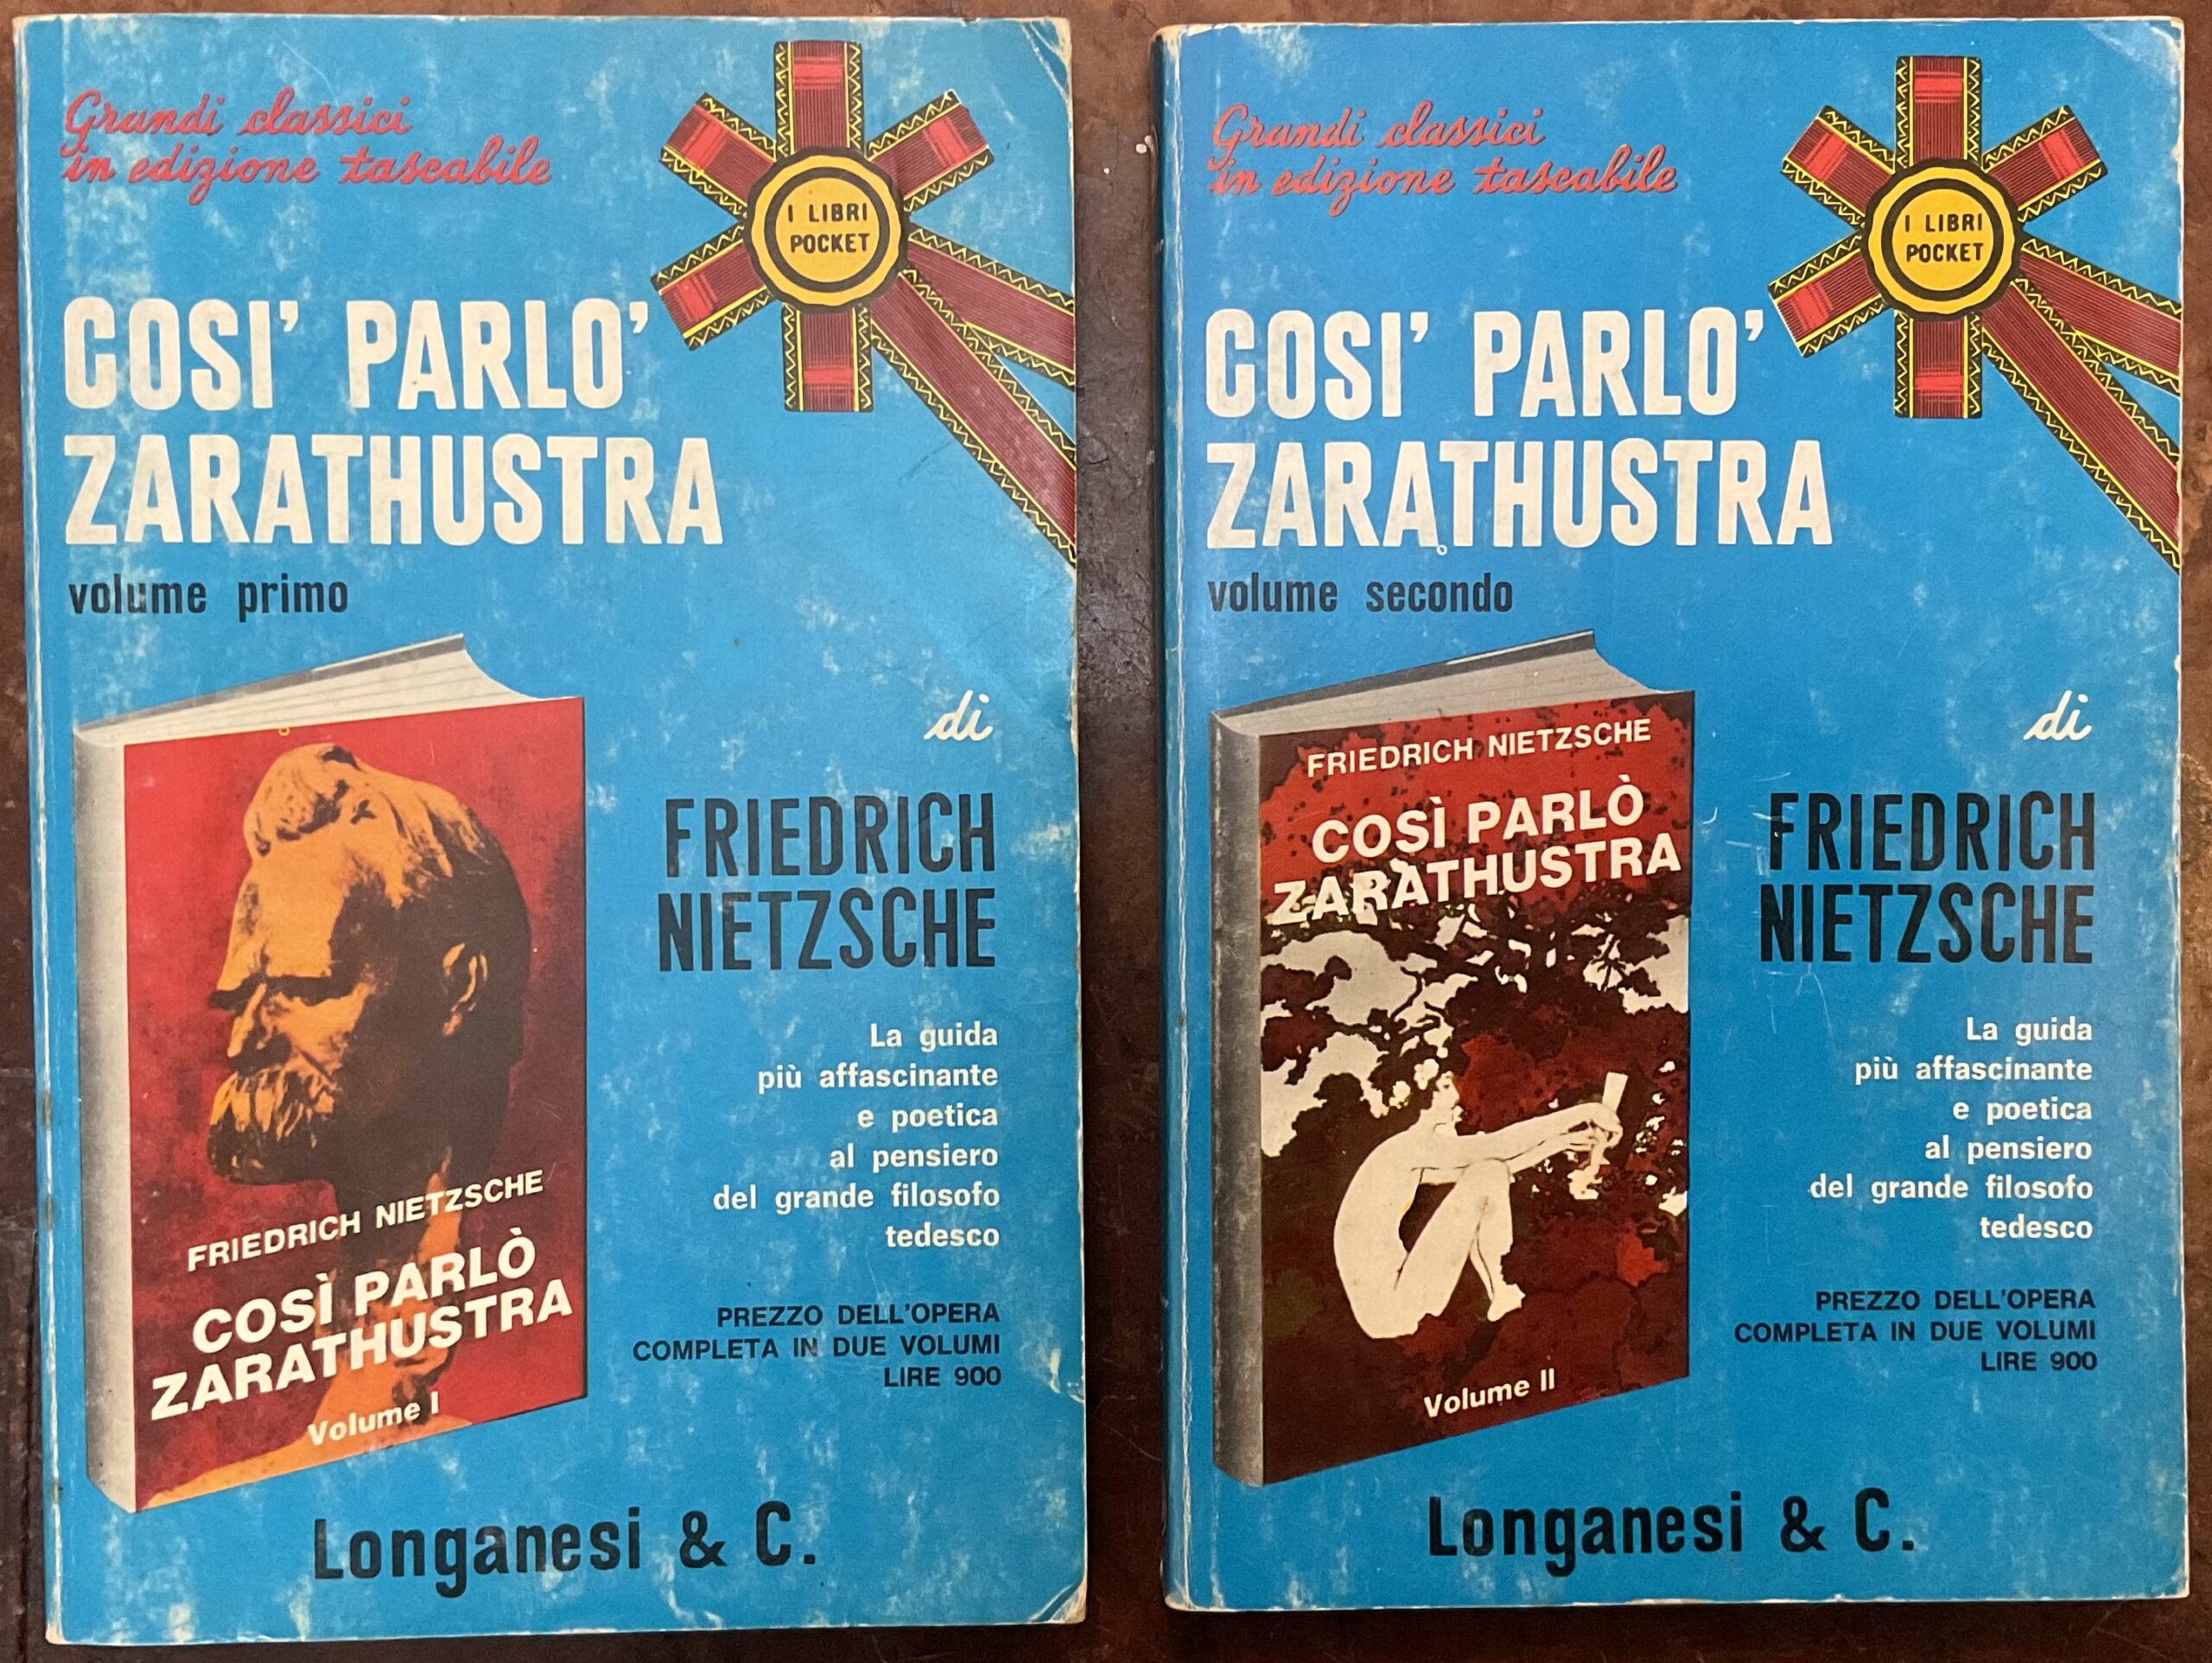 Grandi classici
in edizione tascabile
I LIBRI
POCKET
COSI' PARLO'
ZARATHUSTRA
volume primo
di
FRIEDRICH
NIETZSCHE
La guida
più affascinante
e poetica
al pensiero
del grande filosofo
tedesco
PREZZO DELL'OPERA
COMPLETA IN DUE VOLUMI
LIRE 900
FRIEDRICH NIETZSCHE
COSÌ PARLÒ
ZARATHUSTRA
Volume I
Longanesi & C.
Grandi classici
in edizione tascabile
I LIBRI
POCKET
COSI' PARLO'
ZARATHUSTRA
volume secondo
di
FRIEDRICH
NIETZSCHE
La guida
più affascinante
e poetica
al pensiero
del grande filosofo
tedesco
PREZZO DELL'OPERA
COMPLETA IN DUE VOLUMI
LIRE 900
FRIEDRICH NIETZSCHE
COSÌ PARLÒ
ZARATHUSTRA
Volume II
Longanesi & C.